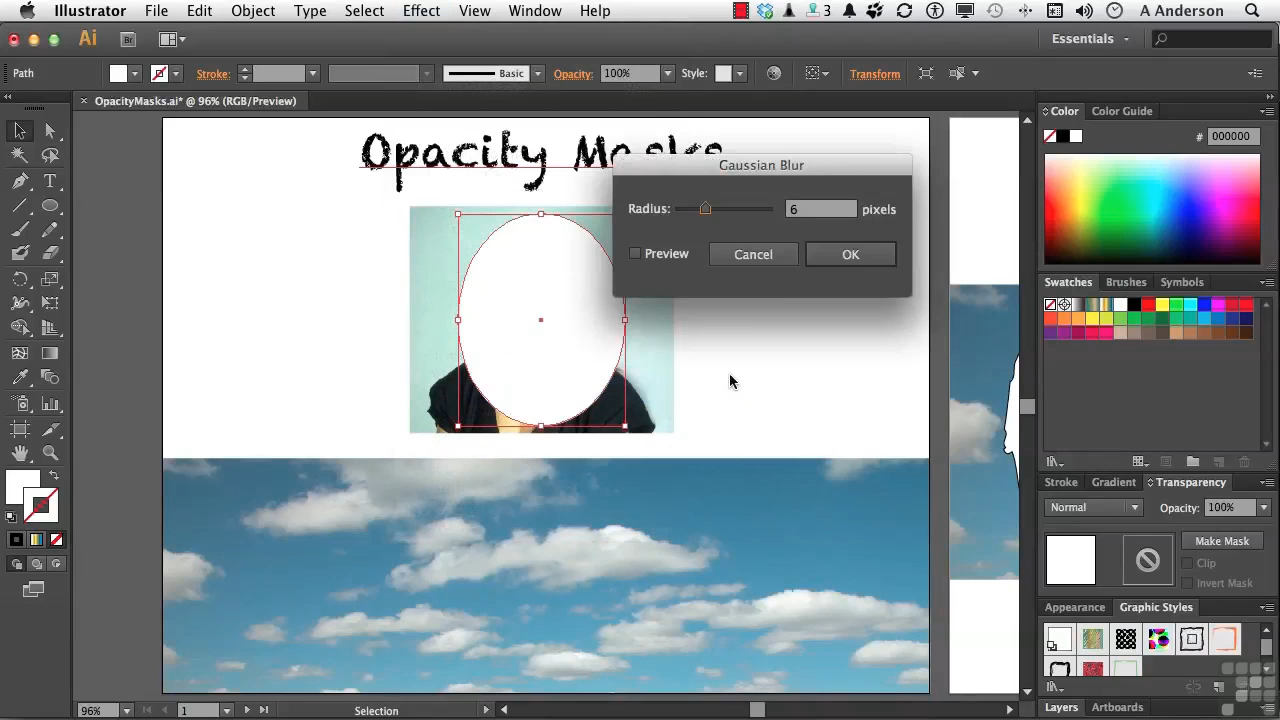 Illustrator File Edit Object Type Select Effect View Window Help 3 A Anderson
Ai Br Essentials
Path Stroke: Basic Opacity: 100% Style: Transform
× OpacityMasks.ai* @ 96% (RGB/Preview)
Color Color Guide
# 000000
Opacity Masks
Gaussian Blur
Radius: 6 pixels
Preview Cancel OK
Swatches Brushes Symbols
Stroke Gradient Transparency
Normal Opacity: 100%
Make Mask
Clip
Invert Mask
Appearance Graphic Styles
Layers Artboards
96% 1 Selection